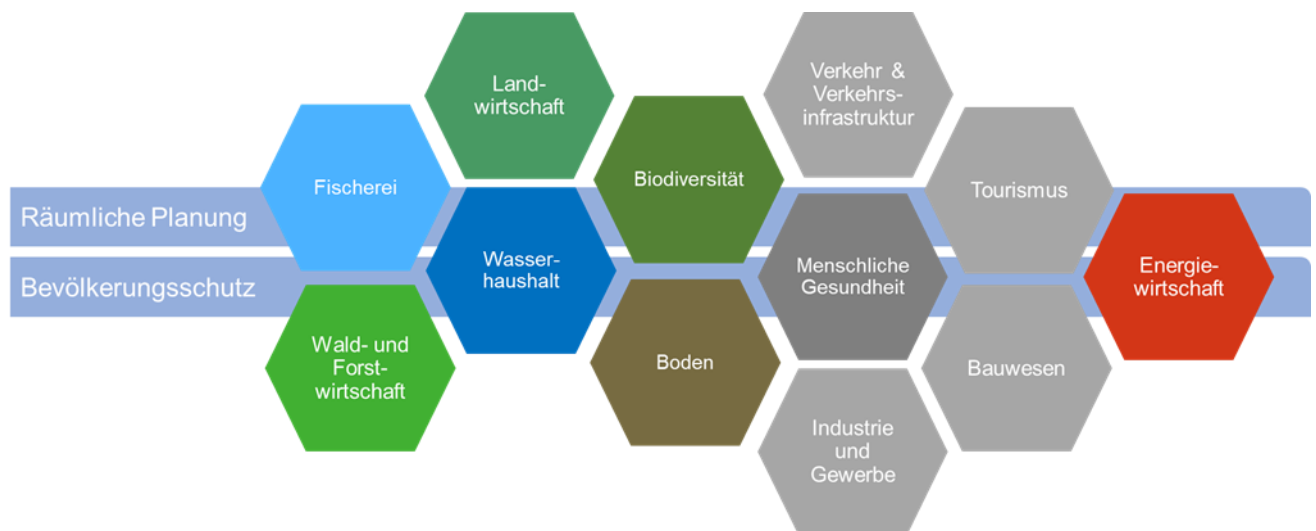 Land-
wirtschaft
Verkehr &
Verkehrs-
infrastruktur
Fischerei
Biodiversität
Tourismus
Räumliche Planung
Bevölkerungsschutz
Wasser-
haushalt
Menschliche
Gesundheit
Energie-
wirtschaft
Wald- und
Forst-
wirtschaft
Boden
Bauwesen
Industrie
und
Gewerbe